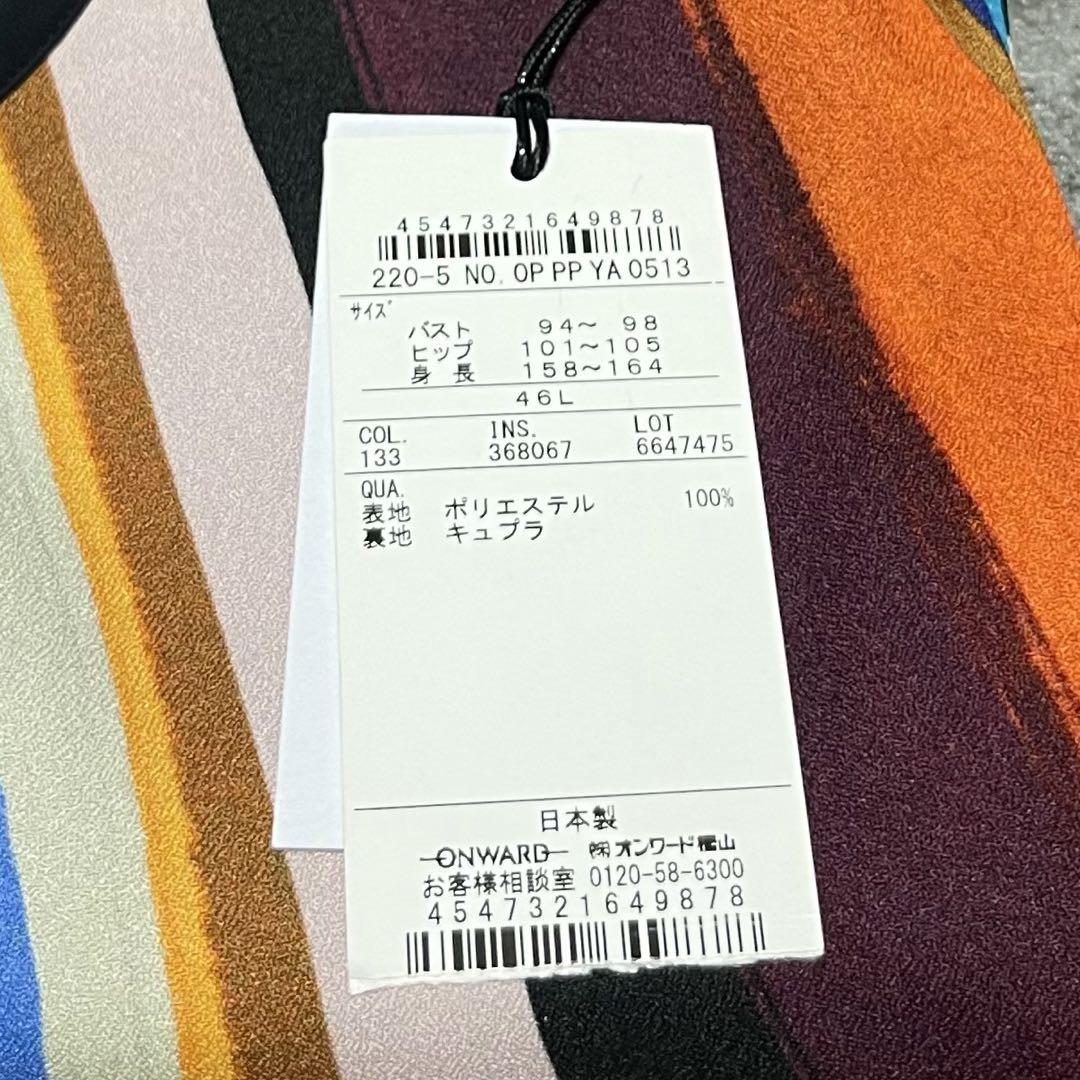 4547321649878
220-5 NO. OP PP YA 0513
サイズ
バスト 94～ 98
ヒップ 101～105
身 長 158～164
46L
COL. INS. LOT
133 368067 6647475
QUA.
表地 ポリエステル 100%
裏地 キュプラ
日本製
ONWARD ㈱オンワード樫山
お客様相談室 0120-58-6300
4547321649878